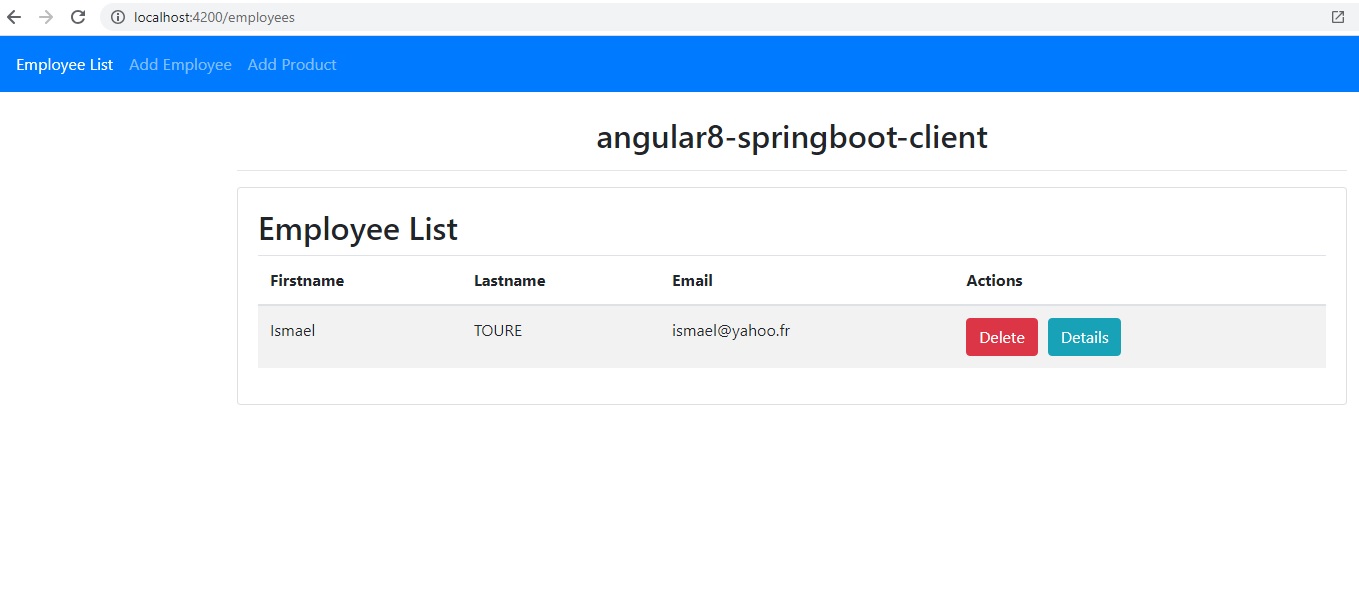 localhost:4200/employees
Employee List Add Employee Add Product
angular8-springboot-client
Employee List
Firstname Lastname Email Actions
Ismael TOURE ismael@yahoo.fr Delete Details